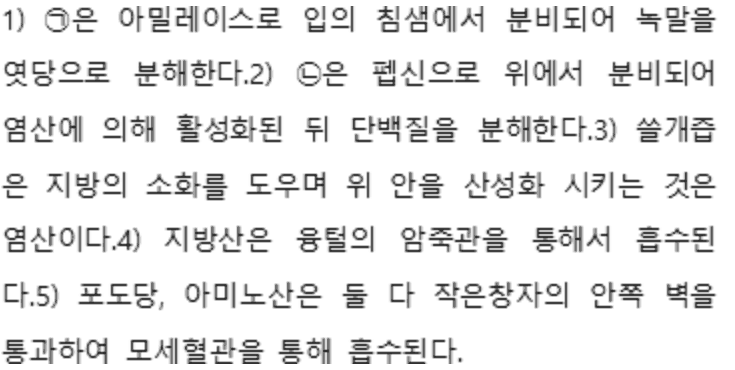 1) ㉠은 아밀레이스로 입의 침샘에서 분비되어 녹말을
엿당으로 분해한다.2) ㉡은 펩신으로 위에서 분비되어
염산에 의해 활성화된 뒤 단백질을 분해한다.3) 쓸개즙
은 지방의 소화를 도우며 위 안을 산성화 시키는 것은
염산이다.4) 지방산은 융털의 암죽관을 통해서 흡수된
다.5) 포도당, 아미노산은 둘 다 작은창자의 안쪽 벽을
통과하여 모세혈관을 통해 흡수된다.